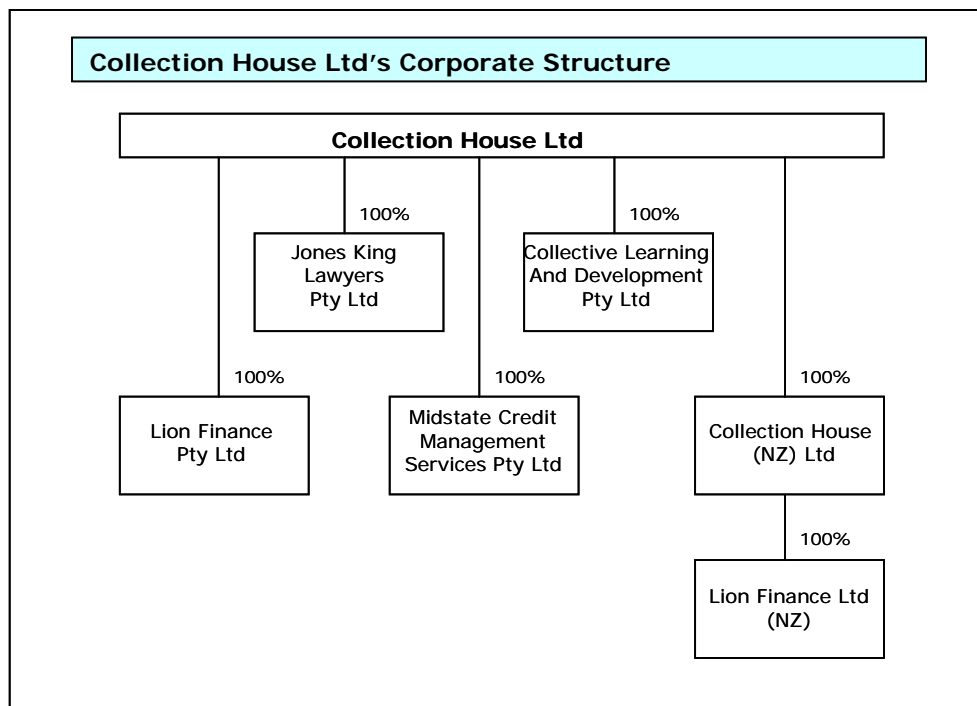 Collection House Ltd's Corporate Structure
Collection House Ltd
100%
Jones King
Lawyers
Pty Ltd
100%
Collective Learning
And Development
Pty Ltd
100%
Lion Finance
Pty Ltd
100%
Midstate Credit
Management
Services Pty Ltd
100%
Collection House
(NZ) Ltd
100%
Lion Finance Ltd
(NZ)